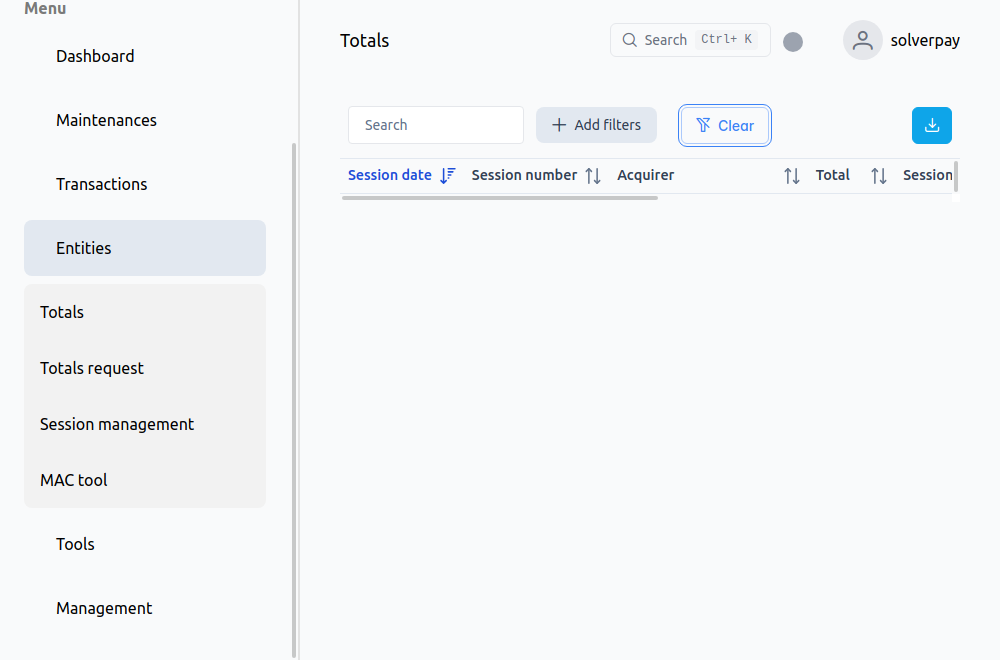 Menu
Dashboard
Maintenances
Transactions
Entities
Totals
Totals request
Session management
MAC tool
Tools
Management
Totals
Search Ctrl+ K
solverpay
Search
Add filters
Clear
Session date Session number Acquirer Total Session